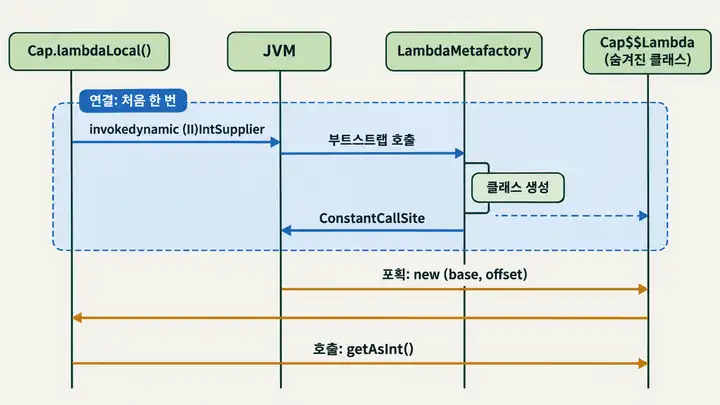 Cap.lambdaLocal()
JVM
LambdaMetafactory
Cap$$Lambda
(숨겨진 클래스)
연결: 처음 한 번
invokedynamic (II)IntSupplier
부트스트랩 호출
클래스 생성
ConstantCallSite
포획: new (base, offset)
호출: getAsInt()